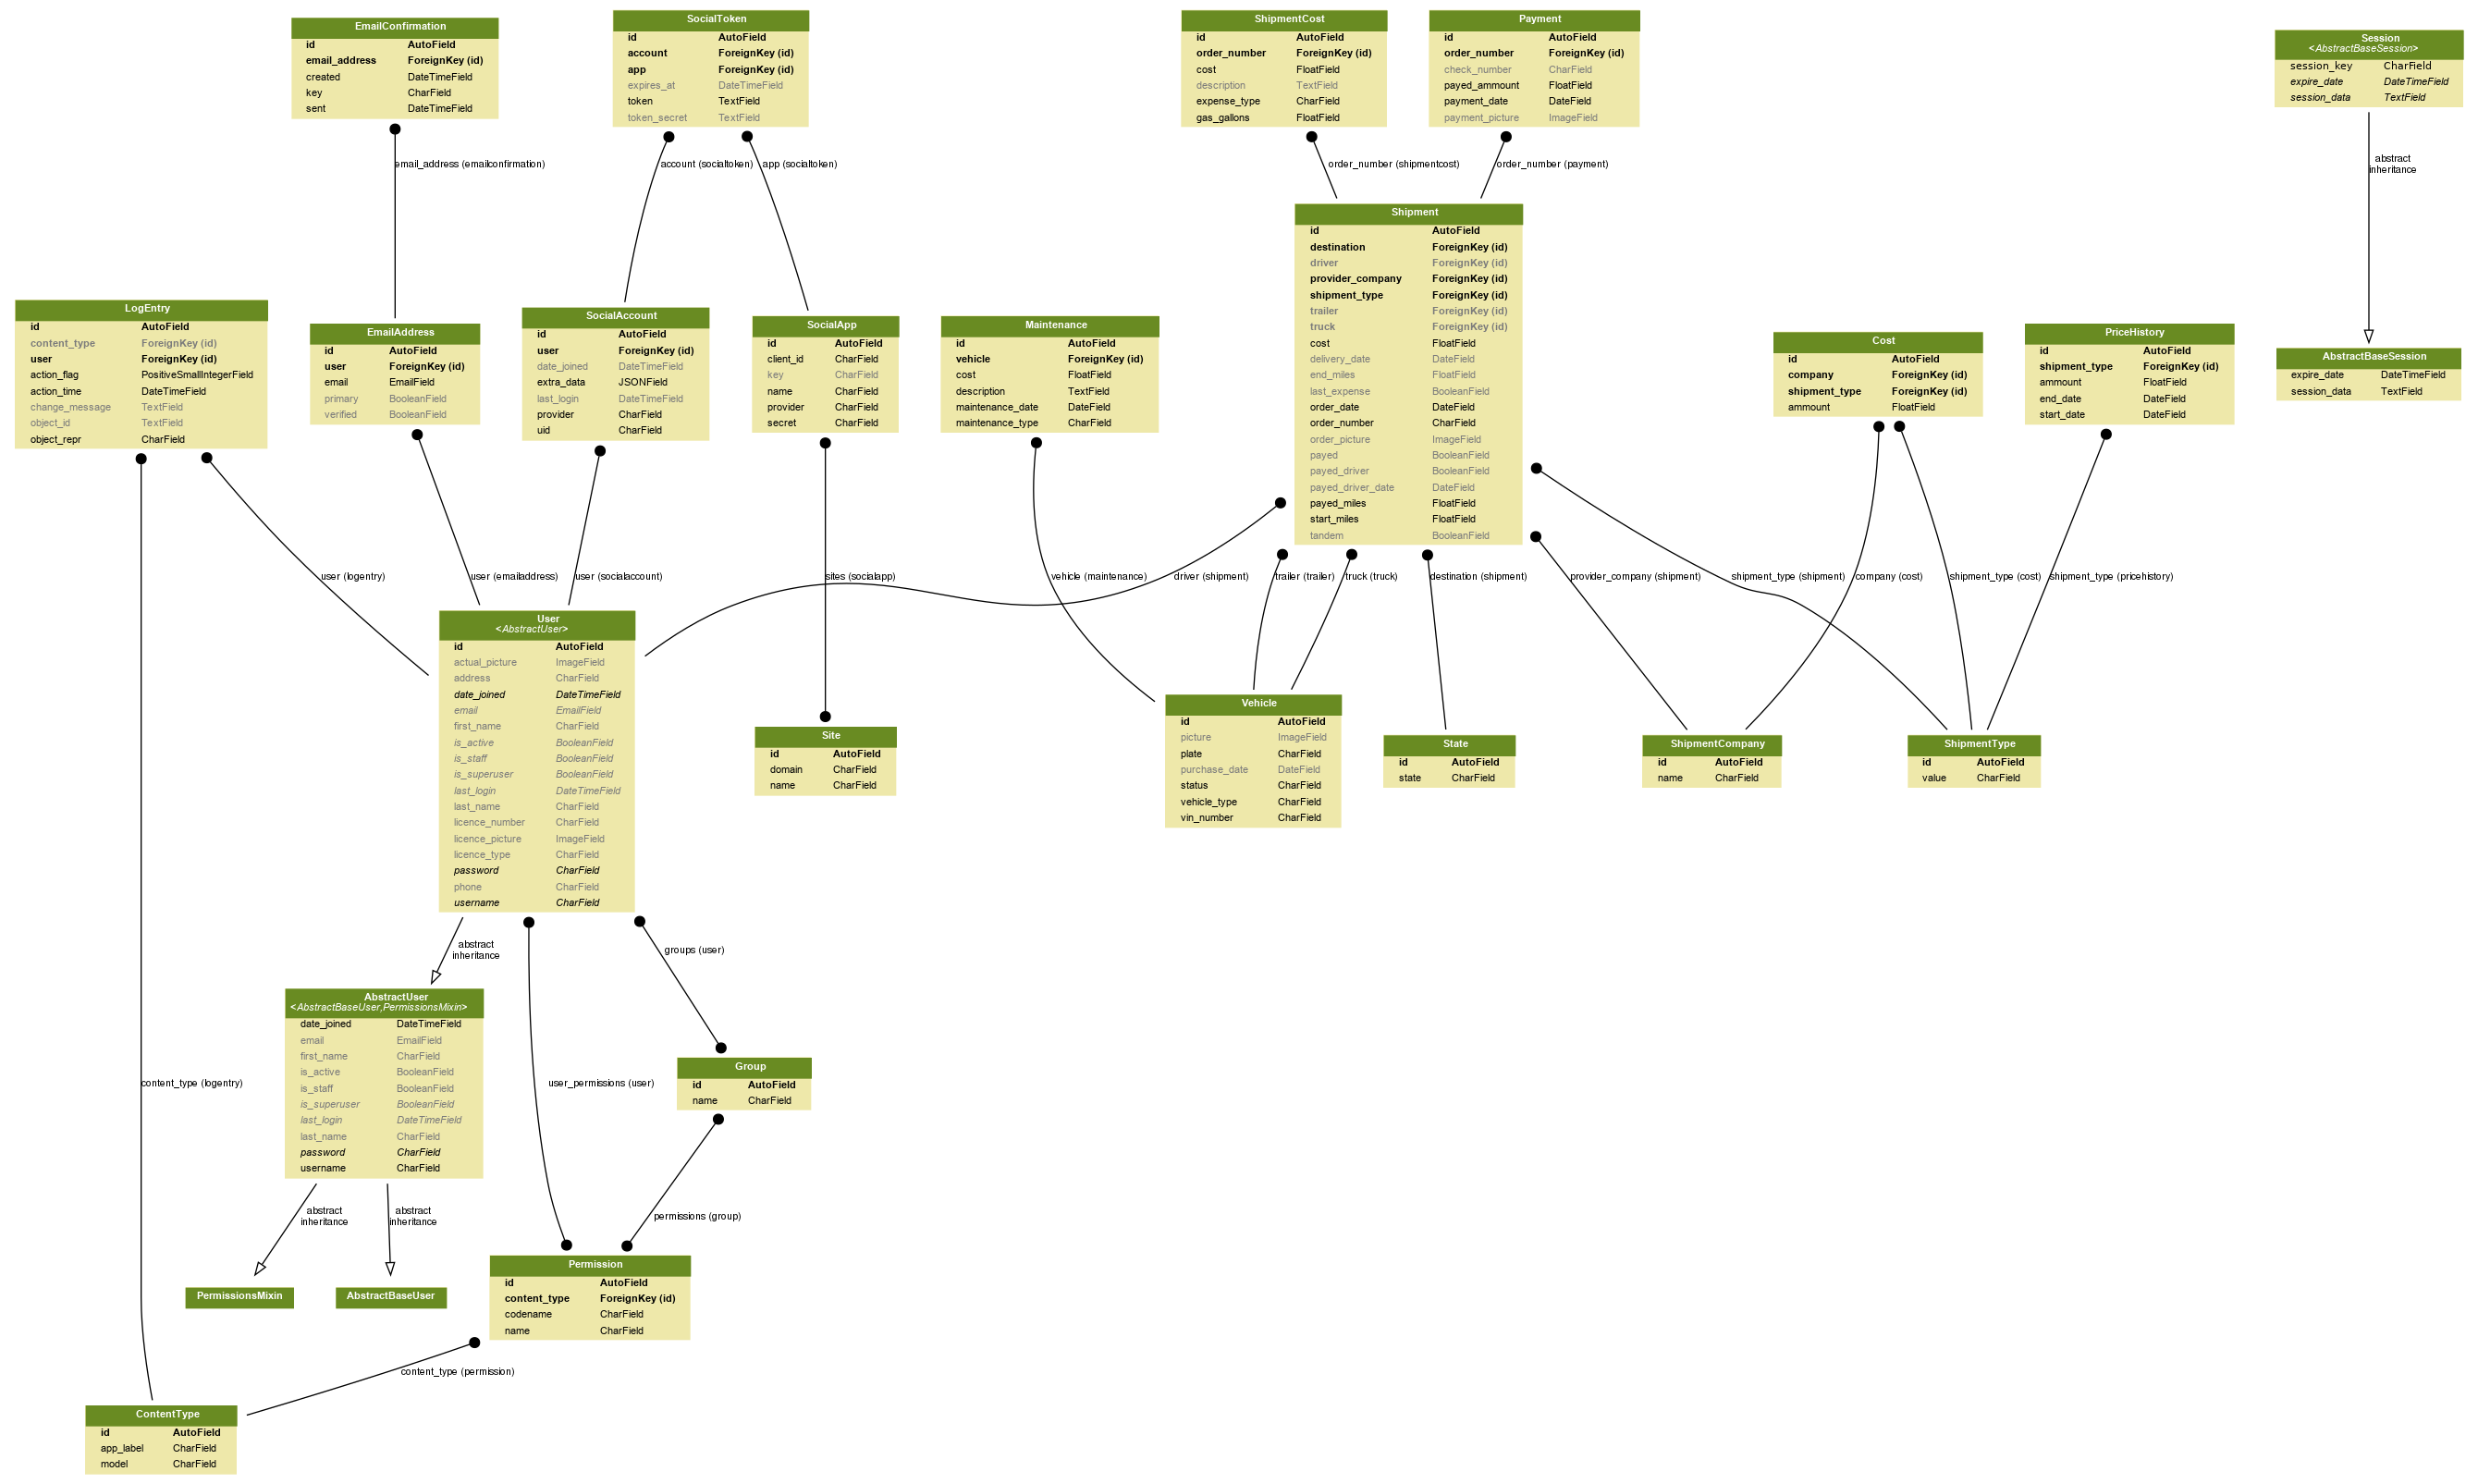 EmailConfirmation
id AutoField
email_address ForeignKey (id)
created DateTimeField
key CharField
sent DateTimeField
SocialToken
id AutoField
account ForeignKey (id)
app ForeignKey (id)
expires_at DateTimeField
token TextField
token_secret TextField
ShipmentCost
id AutoField
order_number ForeignKey (id)
cost FloatField
description TextField
expense_type CharField
gas_gallons FloatField
Payment
id AutoField
order_number ForeignKey (id)
check_number CharField
payed_ammount FloatField
payment_date DateField
payment_picture ImageField
Session
<AbstractBaseSession>
session_key CharField
expire_date DateTimeField
session_data TextField
email_address (emailconfirmation)
account (socialtoken)
app (socialtoken)
order_number (shipmentcost)
order_number (payment)
abstract
inheritance
LogEntry
id AutoField
content_type ForeignKey (id)
user ForeignKey (id)
action_flag PositiveSmallIntegerField
action_time DateTimeField
change_message TextField
object_id TextField
object_repr CharField
EmailAddress
id AutoField
user ForeignKey (id)
email EmailField
primary BooleanField
verified BooleanField
SocialAccount
id AutoField
user ForeignKey (id)
date_joined DateTimeField
extra_data JSONField
last_login DateTimeField
provider CharField
uid CharField
SocialApp
id AutoField
client_id CharField
key CharField
name CharField
provider CharField
secret CharField
Maintenance
id AutoField
vehicle ForeignKey (id)
cost FloatField
description TextField
maintenance_date DateField
maintenance_type CharField
Shipment
id AutoField
destination ForeignKey (id)
driver ForeignKey (id)
provider_company ForeignKey (id)
shipment_type ForeignKey (id)
trailer ForeignKey (id)
truck ForeignKey (id)
cost FloatField
delivery_date DateField
end_miles FloatField
last_expense BooleanField
order_date DateField
order_number CharField
order_picture ImageField
payed BooleanField
payed_driver BooleanField
payed_driver_date DateField
payed_miles FloatField
start_miles FloatField
tandem BooleanField
Cost
id AutoField
company ForeignKey (id)
shipment_type ForeignKey (id)
ammount FloatField
PriceHistory
id AutoField
shipment_type ForeignKey (id)
ammount FloatField
end_date DateField
start_date DateField
AbstractBaseSession
expire_date DateTimeField
session_data TextField
user (logentry)
user (emailaddress)
user (socialaccount)
sites (socialapp)
vehicle (maintenance)
driver (shipment)
trailer (trailer)
truck (truck)
destination (shipment)
provider_company (shipment)
shipment_type (shipment)
company (cost)
shipment_type (cost)
shipment_type (pricehistory)
User
<AbstractUser>
id AutoField
actual_picture ImageField
address CharField
date_joined DateTimeField
email EmailField
first_name CharField
is_active BooleanField
is_staff BooleanField
is_superuser BooleanField
last_login DateTimeField
last_name CharField
licence_number CharField
licence_picture ImageField
licence_type CharField
password CharField
phone CharField
username CharField
Site
id AutoField
domain CharField
name CharField
Vehicle
id AutoField
picture ImageField
plate CharField
purchase_date DateField
status CharField
vehicle_type CharField
vin_number CharField
State
id AutoField
state CharField
ShipmentCompany
id AutoField
name CharField
ShipmentType
id AutoField
value CharField
abstract
inheritance
groups (user)
AbstractUser
<AbstractBaseUser,PermissionsMixin>
date_joined DateTimeField
email EmailField
first_name CharField
is_active BooleanField
is_staff BooleanField
is_superuser BooleanField
last_login DateTimeField
last_name CharField
password CharField
username CharField
content_type (logentry)
user_permissions (user)
Group
id AutoField
name CharField
abstract
inheritance
abstract
inheritance
permissions (group)
PermissionsMixin
AbstractBaseUser
Permission
id AutoField
content_type ForeignKey (id)
codename CharField
name CharField
content_type (permission)
ContentType
id AutoField
app_label CharField
model CharField